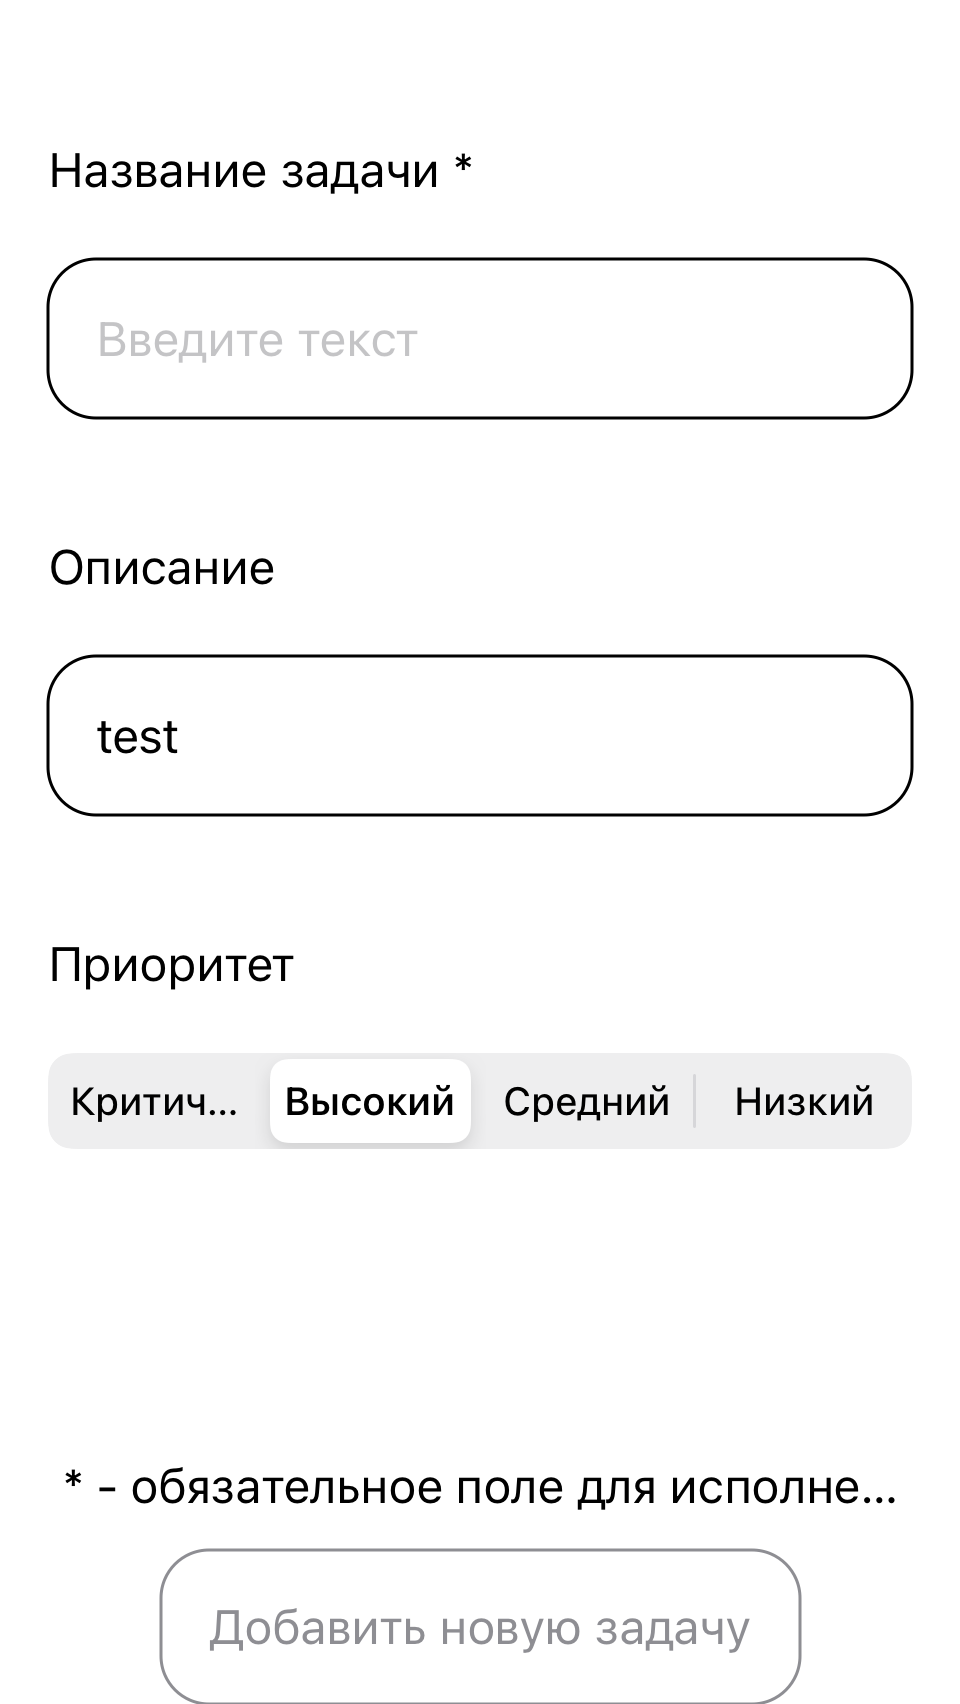 Название задачи *
Введите текст
Описание
test
Приоритет
Критич... Высокий Средний Низкий
* - обязательное поле для исполне...
Добавить новую задачу